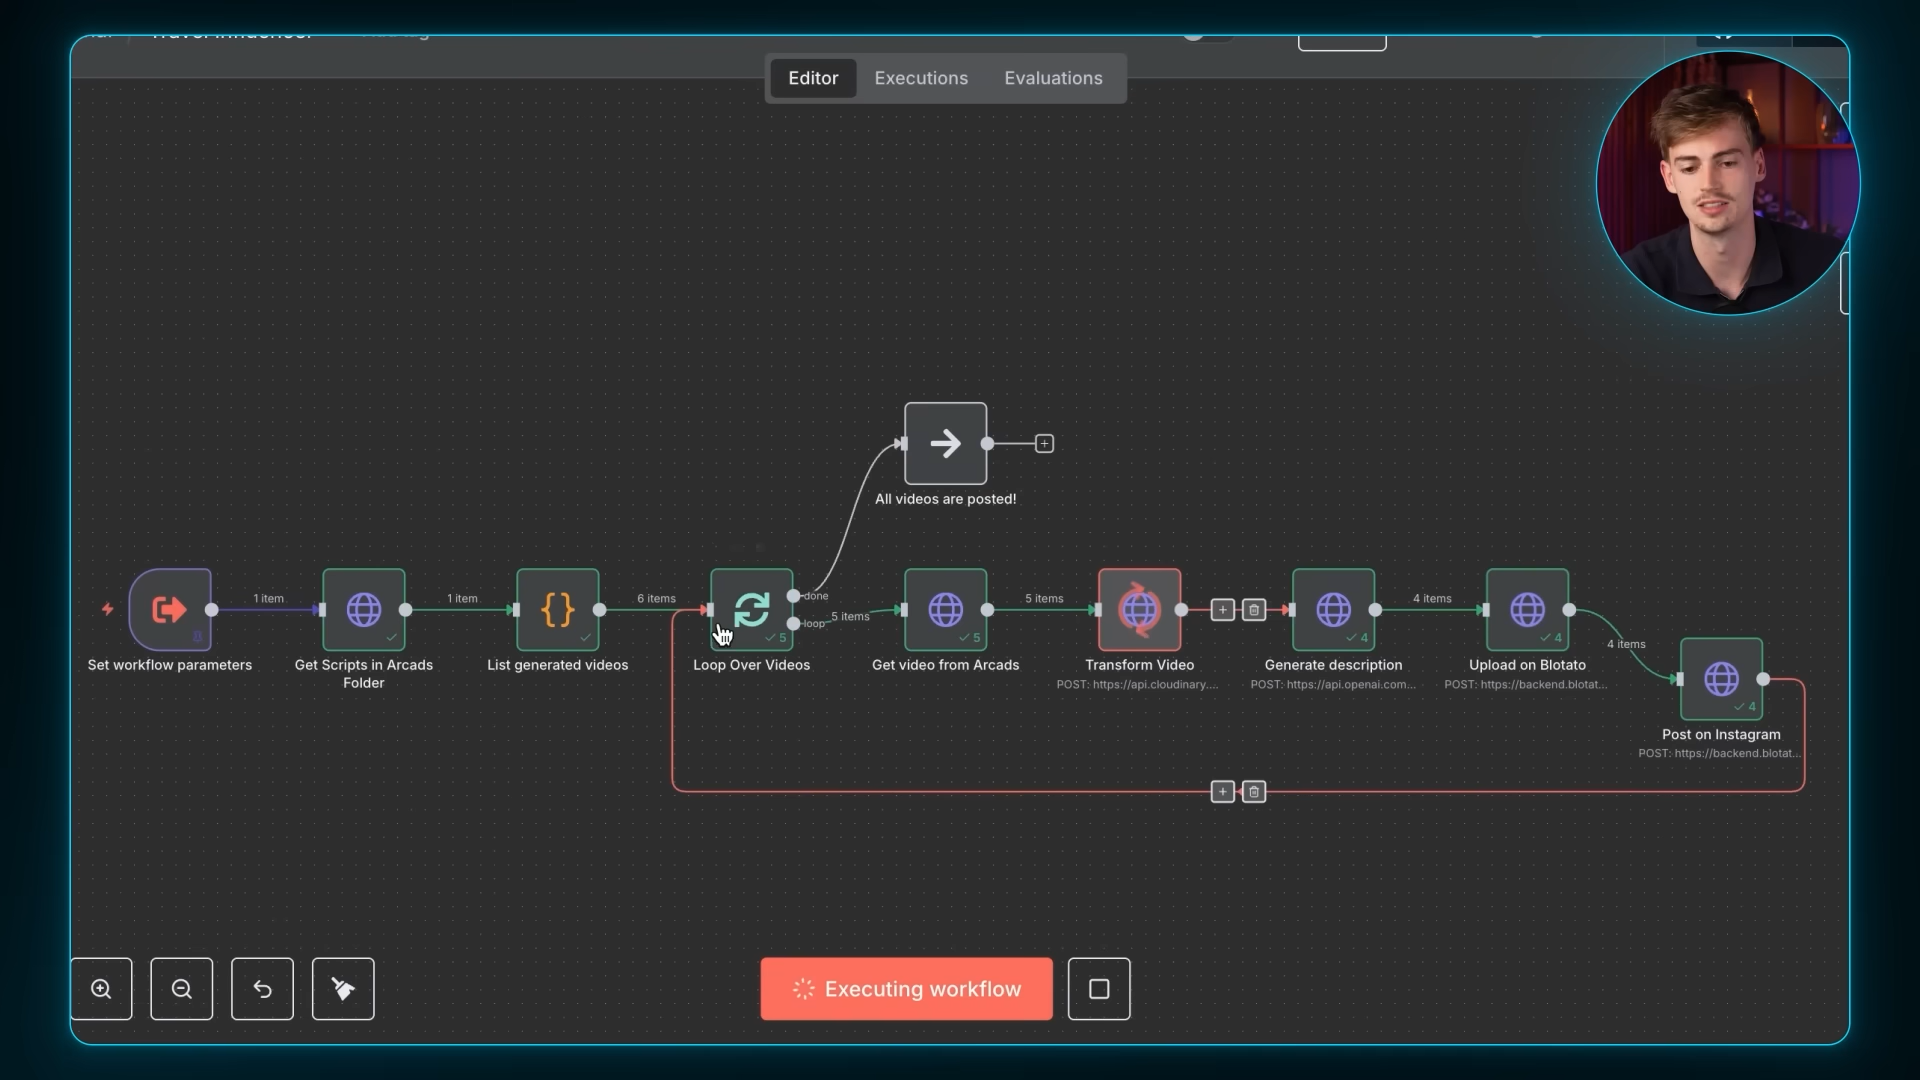 Editor
Executions
Evaluations
All videos are posted!
1 item
1 item
6 items
done
loop
5 items
5 items
4 items
4 items
5
5
4
4
4
Set workflow parameters
Get Scripts in Arcads
Folder
List generated videos
Loop Over Videos
Get video from Arcads
Transform Video
POST: https://api.cloudinary....
Generate description
POST: https://api.openai.com...
Upload on Blotato
POST: https://backend.blotat...
Post on Instagram
POST: https://backend.blotat...
Executing workflow